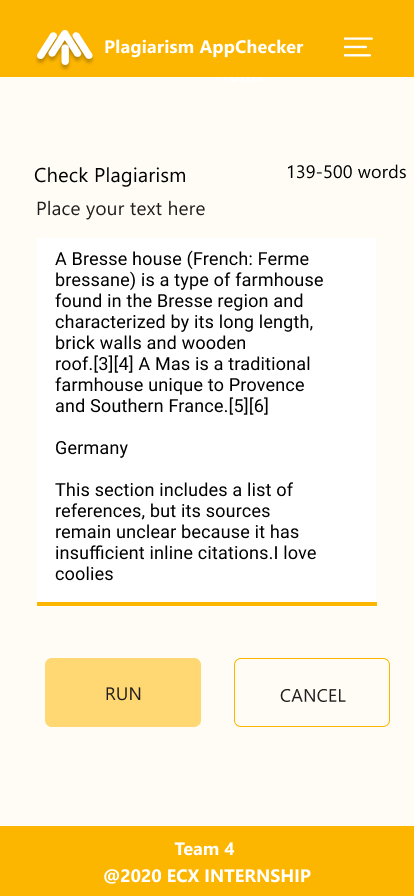 Plagiarism AppChecker
Check Plagiarism
139-500 words
Place your text here
A Bresse house (French: Ferme
bressane) is a type of farmhouse
found in the Bresse region and
characterized by its long length,
brick walls and wooden
roof.[3][4] A Mas is a traditional
farmhouse unique to Provence
and Southern France.[5][6]
Germany
This section includes a list of
references, but its sources
remain unclear because it has
insufficient inline citations.I love
coolies
RUN
CANCEL
Team 4
@2020 ECX INTERNSHIP